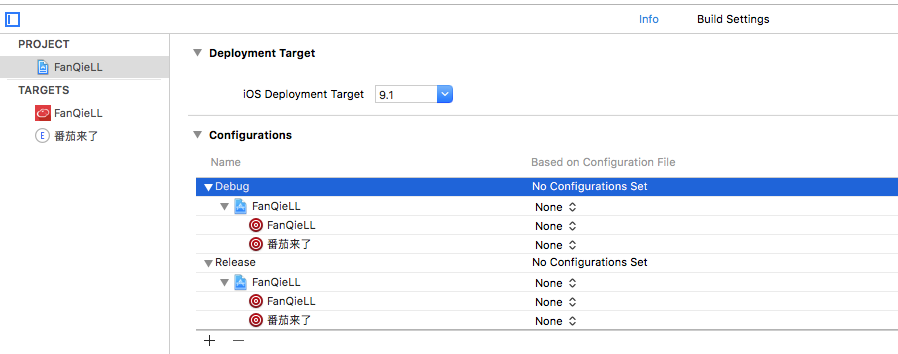 Info Build Settings
PROJECT
FanQieLL
TARGETS
FanQieLL
E 番茄来了
Deployment Target
iOS Deployment Target 9.1
Configurations
Name Based on Configuration File
Debug No Configurations Set
FanQieLL None
FanQieLL None
番茄来了 None
Release No Configurations Set
FanQieLL None
FanQieLL None
番茄来了 None